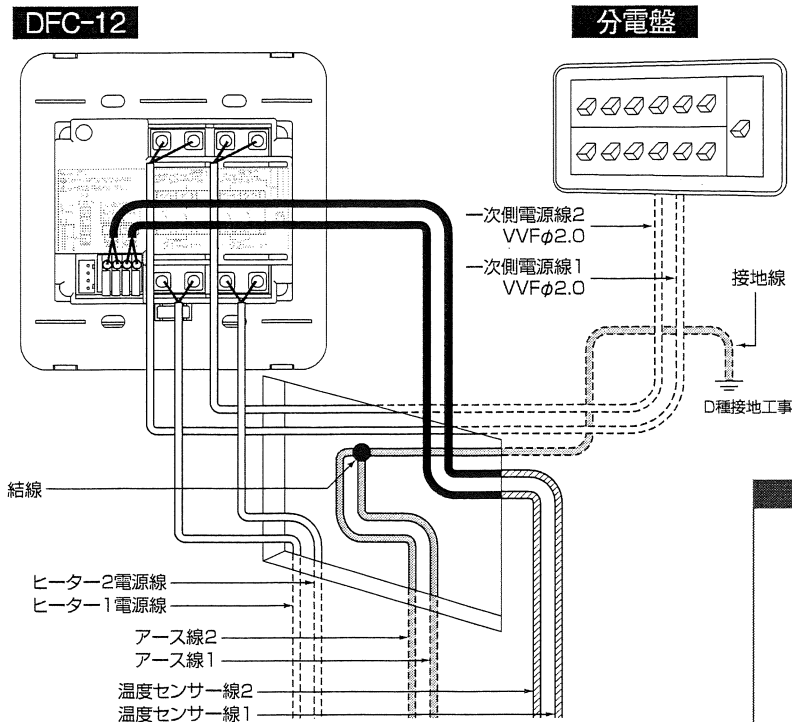 DFC-12
分電盤
一次側電源線2
VVFφ2.0
一次側電源線1
VVFφ2.0
接地線
D種接地工事
結線
ヒーター2電源線
ヒーター1電源線
アース線2
アース線1
温度センサー線2
温度センサー線1